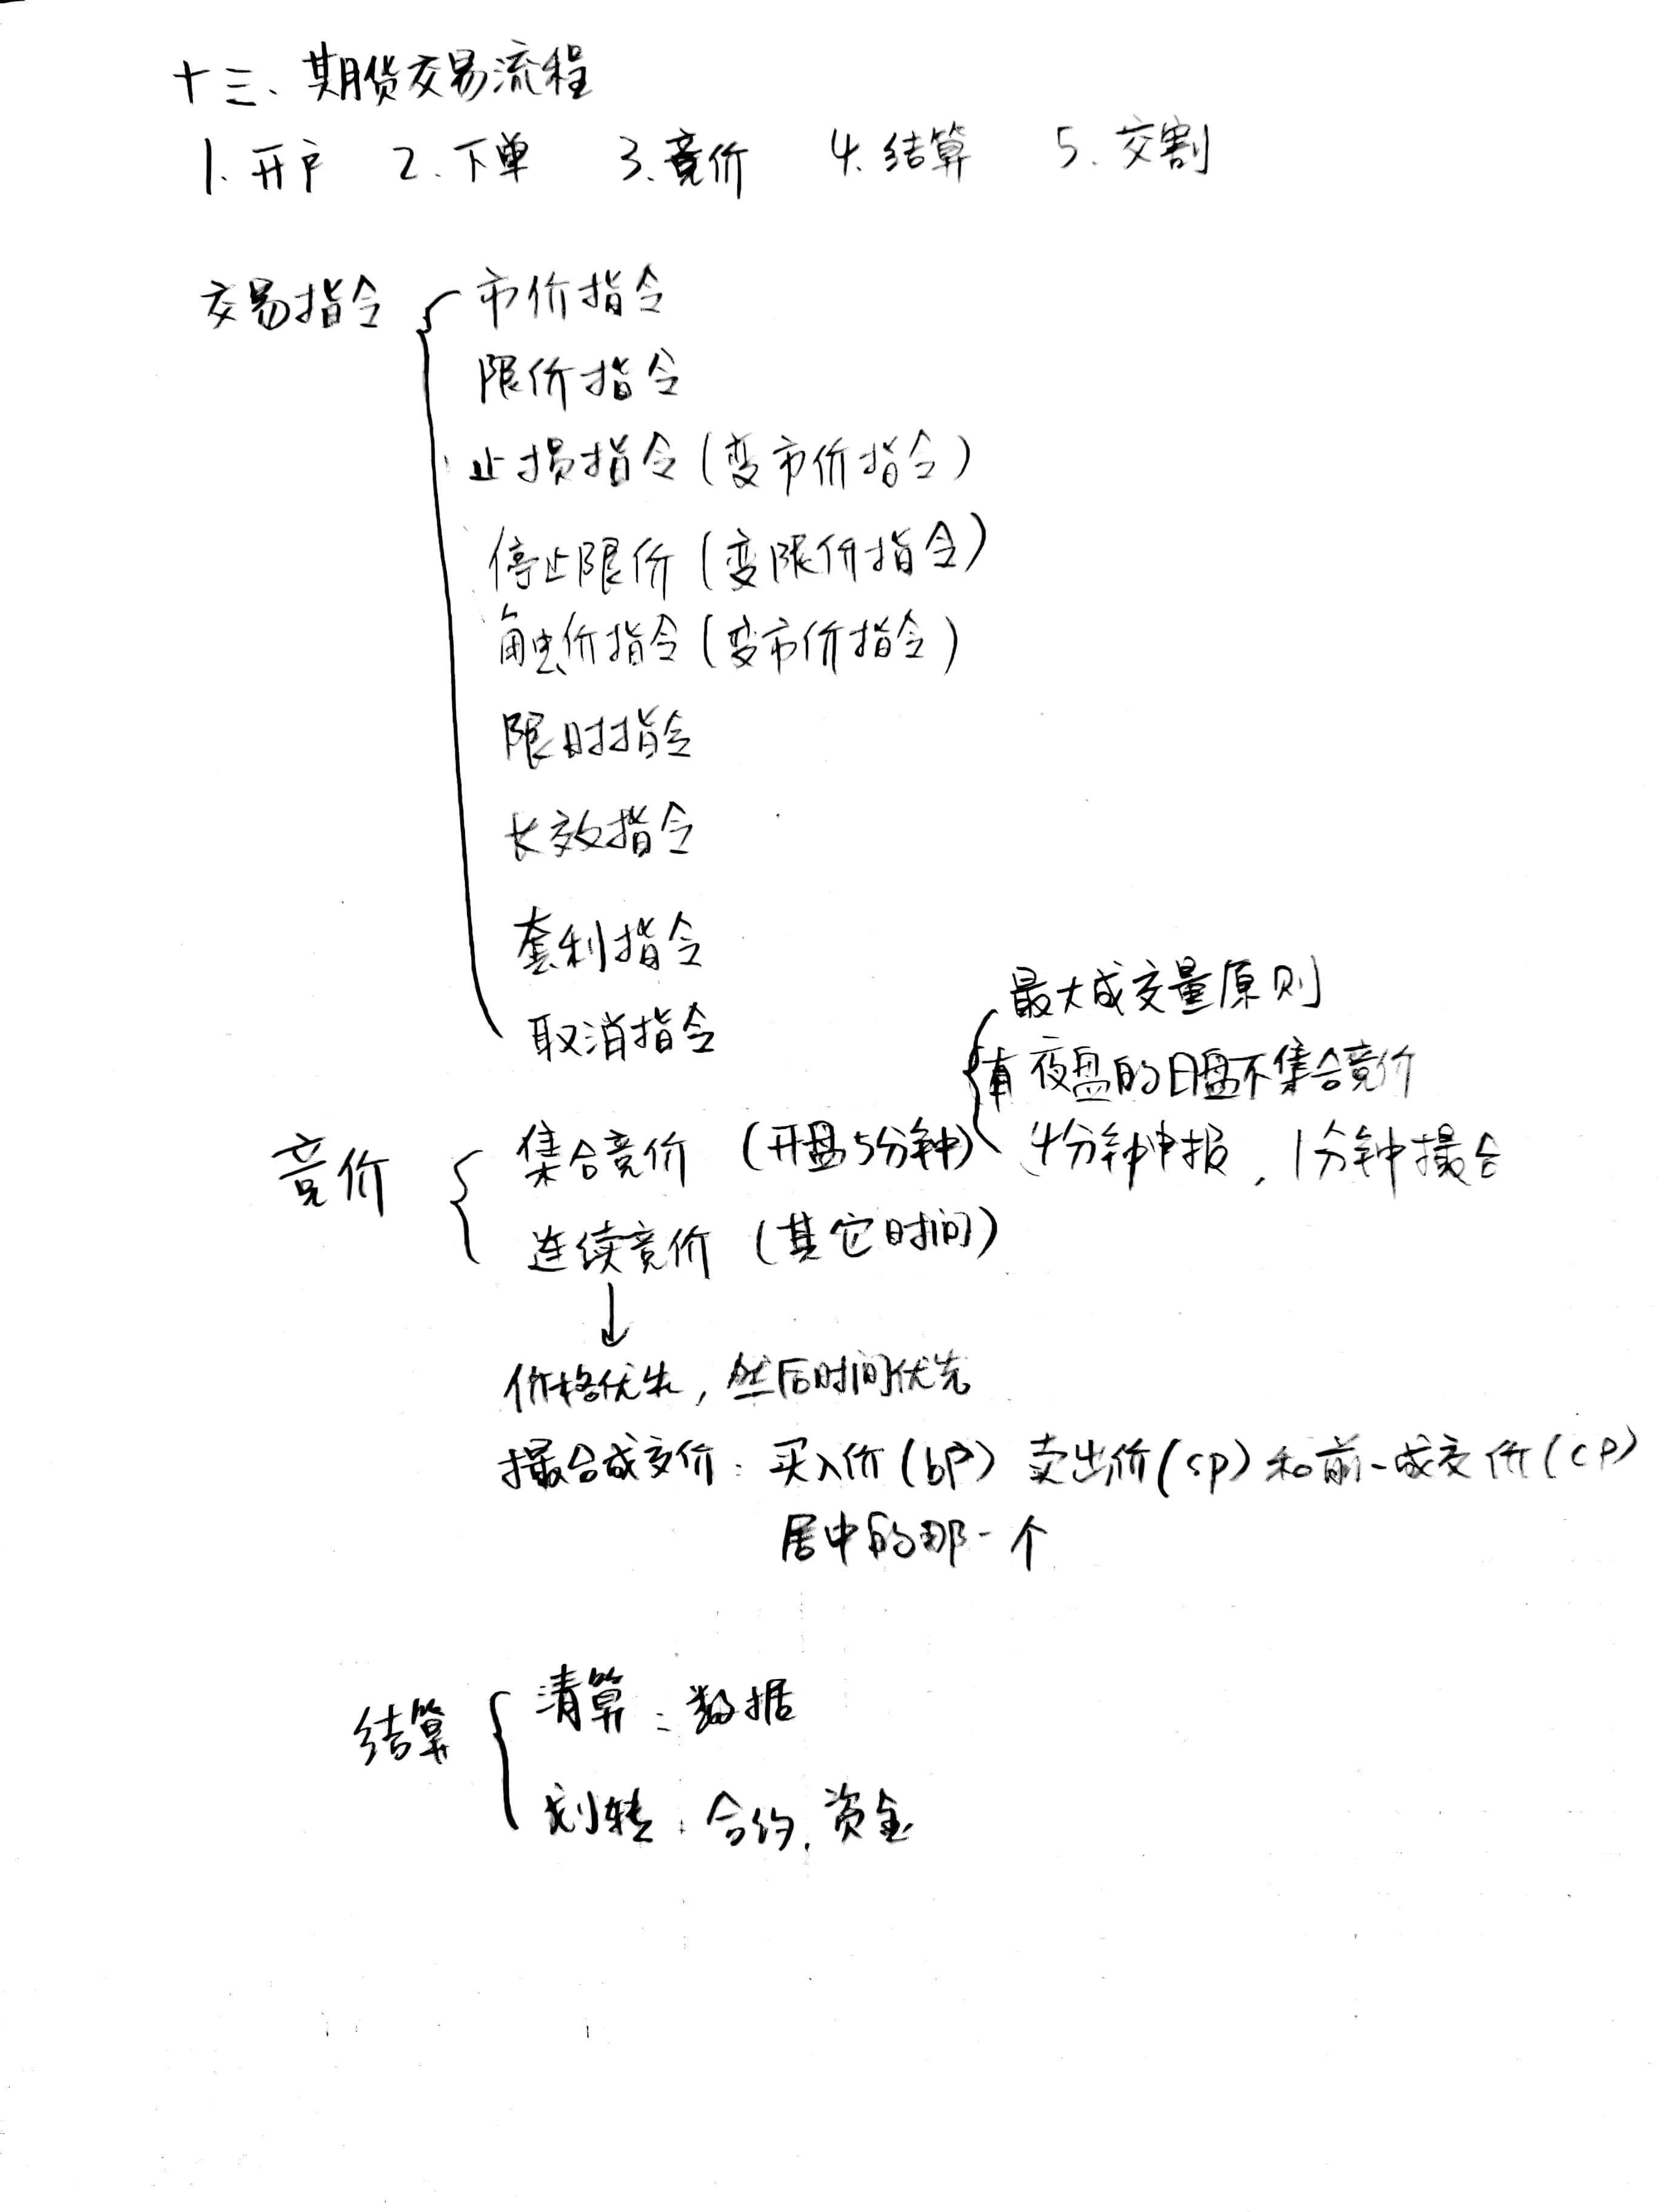 十三、期货交易流程
1. 开户 2. 下单 3. 竞价 4. 结算 5. 交割
交易指令
市价指令
限价指令
止损指令(变市价指令)
停止限价(变限价指令)
触价指令(变市价指令)
限时指令
长效指令
套利指令
取消指令
竞价
集合竞价 (开盘5分钟)
最大成交量原则
有夜盘的日盘不集合竞价
4分钟申报, 1分钟撮合
连续竞价 (其它时间)
↓
价格优先, 然后时间优先
撮合成交价: 买入价(bp) 卖出价(sp) 和前一成交价(cp)
居中的那一个
结算
清算: 数据
划转: 合约, 资金